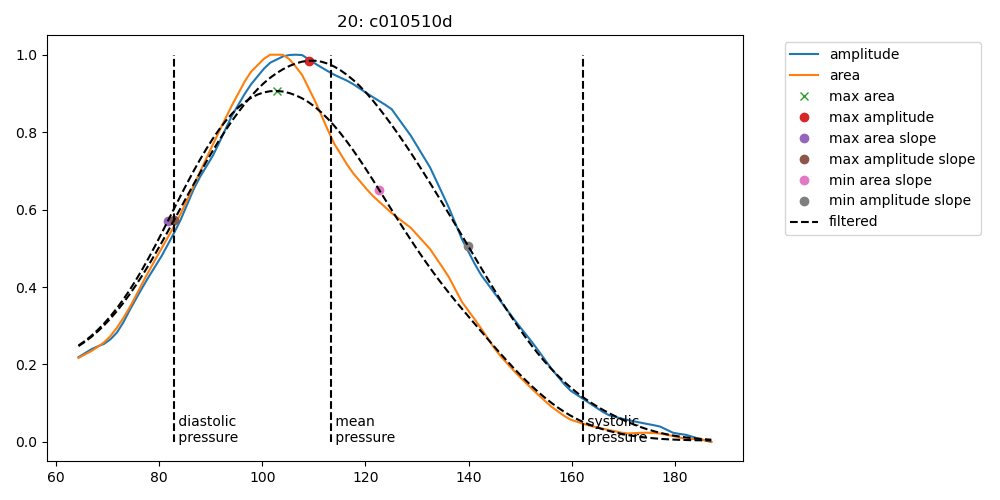 20: c010510d
1.0
0.8
0.6
0.4
0.2
0.0
60 80 100 120 140 160 180
diastolic
pressure
mean
pressure
systolic
pressure
amplitude
area
max area
max amplitude
max area slope
max amplitude slope
min area slope
min amplitude slope
filtered